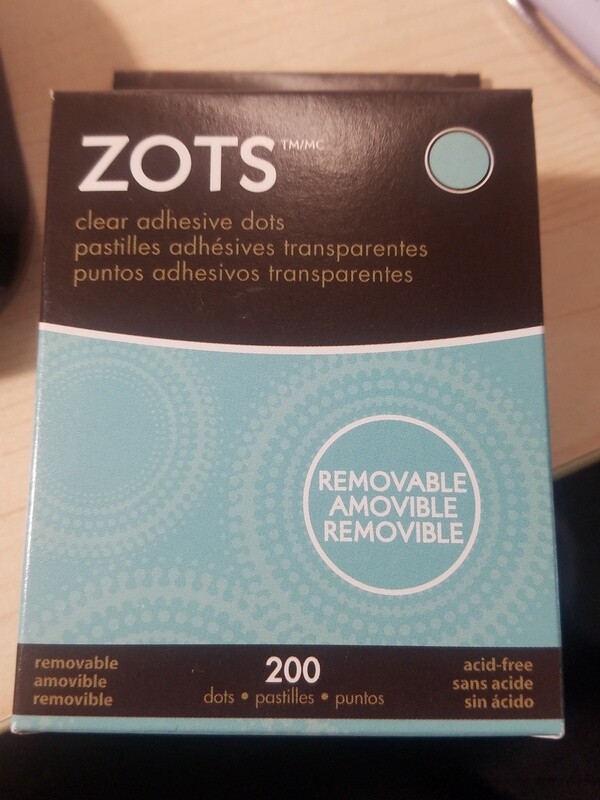 ZOTS™/MC
clear adhesive dots
pastilles adhésives transparentes
puntos adhesivos transparentes
REMOVABLE
AMOVIBLE
REMOVIBLE
removable
amovible
removible
200
dots • pastilles • puntos
acid-free
sans acide
sin ácido